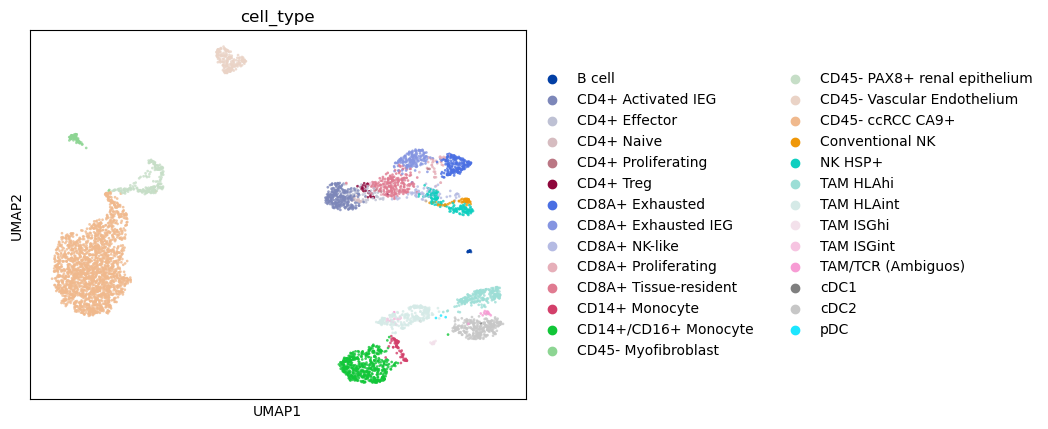 cell_type
UMAP2
UMAP1
B cell
CD4+ Activated IEG
CD4+ Effector
CD4+ Naive
CD4+ Proliferating
CD4+ Treg
CD8A+ Exhausted
CD8A+ Exhausted IEG
CD8A+ NK-like
CD8A+ Proliferating
CD8A+ Tissue-resident
CD14+ Monocyte
CD14+/CD16+ Monocyte
CD45- Myofibroblast
CD45- PAX8+ renal epithelium
CD45- Vascular Endothelium
CD45- ccRCC CA9+
Conventional NK
NK HSP+
TAM HLAhi
TAM HLAint
TAM ISGhi
TAM ISGint
TAM/TCR (Ambiguos)
cDC1
cDC2
pDC